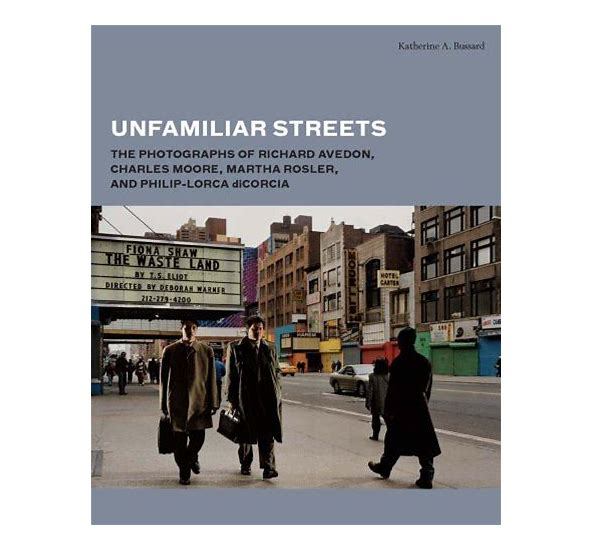 Katherine A. Bussard
UNFAMILIAR STREETS
THE PHOTOGRAPHS OF RICHARD AVEDON,
CHARLES MOORE, MARTHA ROSLER,
AND PHILIP-LORCA diCORCIA
FIONA SHAW
THE WASTE LAND
BY T.S. ELIOT
DIRECTED BY DEBORAH WARNER
212-279-4200
HOTEL
CARTER
HAREM